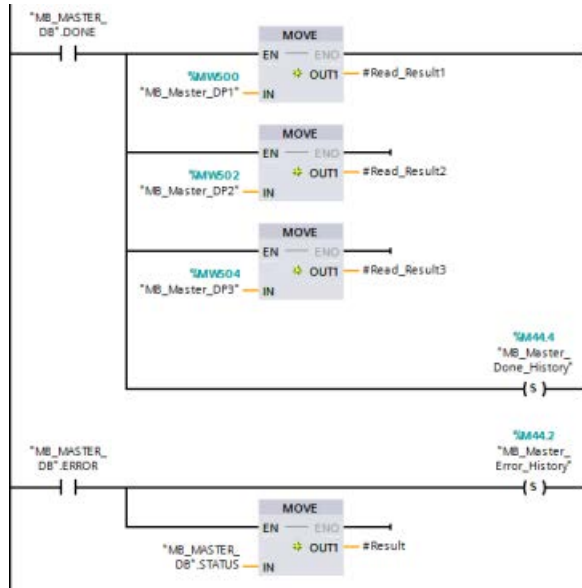 "MB_MASTER_
DB".DONE
MOVE
EN ENO
%MW500
OUT1 #Read_Result1
"MB_Master_DP1" IN
MOVE
EN ENO
%MW502
OUT1 #Read_Result2
"MB_Master_DP2" IN
MOVE
EN ENO
%MW504
OUT1 #Read_Result3
"MB_Master_DP3" IN
%M44.4
"MB_Master_
Done_History"
S
"MB_MASTER_
DB".ERROR
%M44.2
"MB_Master_
Error_History"
S
MOVE
EN ENO
"MB_MASTER_
OUT1 #Result
DB".STATUS IN